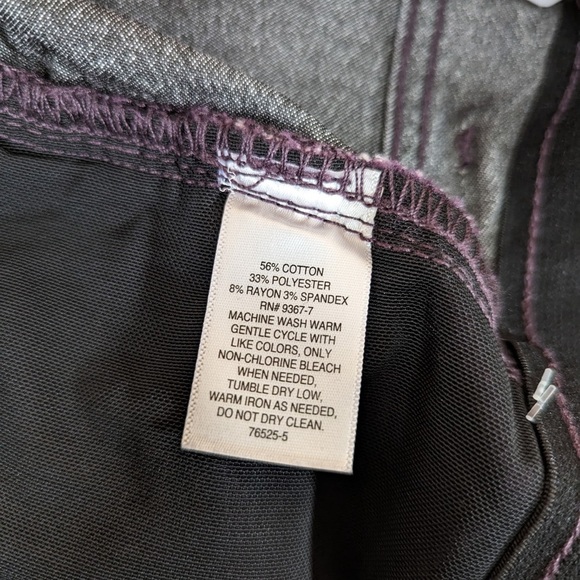 56% COTTON
33% POLYESTER
8% RAYON 3% SPANDEX
RN# 9367-7
MACHINE WASH WARM
GENTLE CYCLE WITH
LIKE COLORS, ONLY
NON-CHLORINE BLEACH
WHEN NEEDED,
TUMBLE DRY LOW,
WARM IRON AS NEEDED,
DO NOT DRY CLEAN.
76525-5